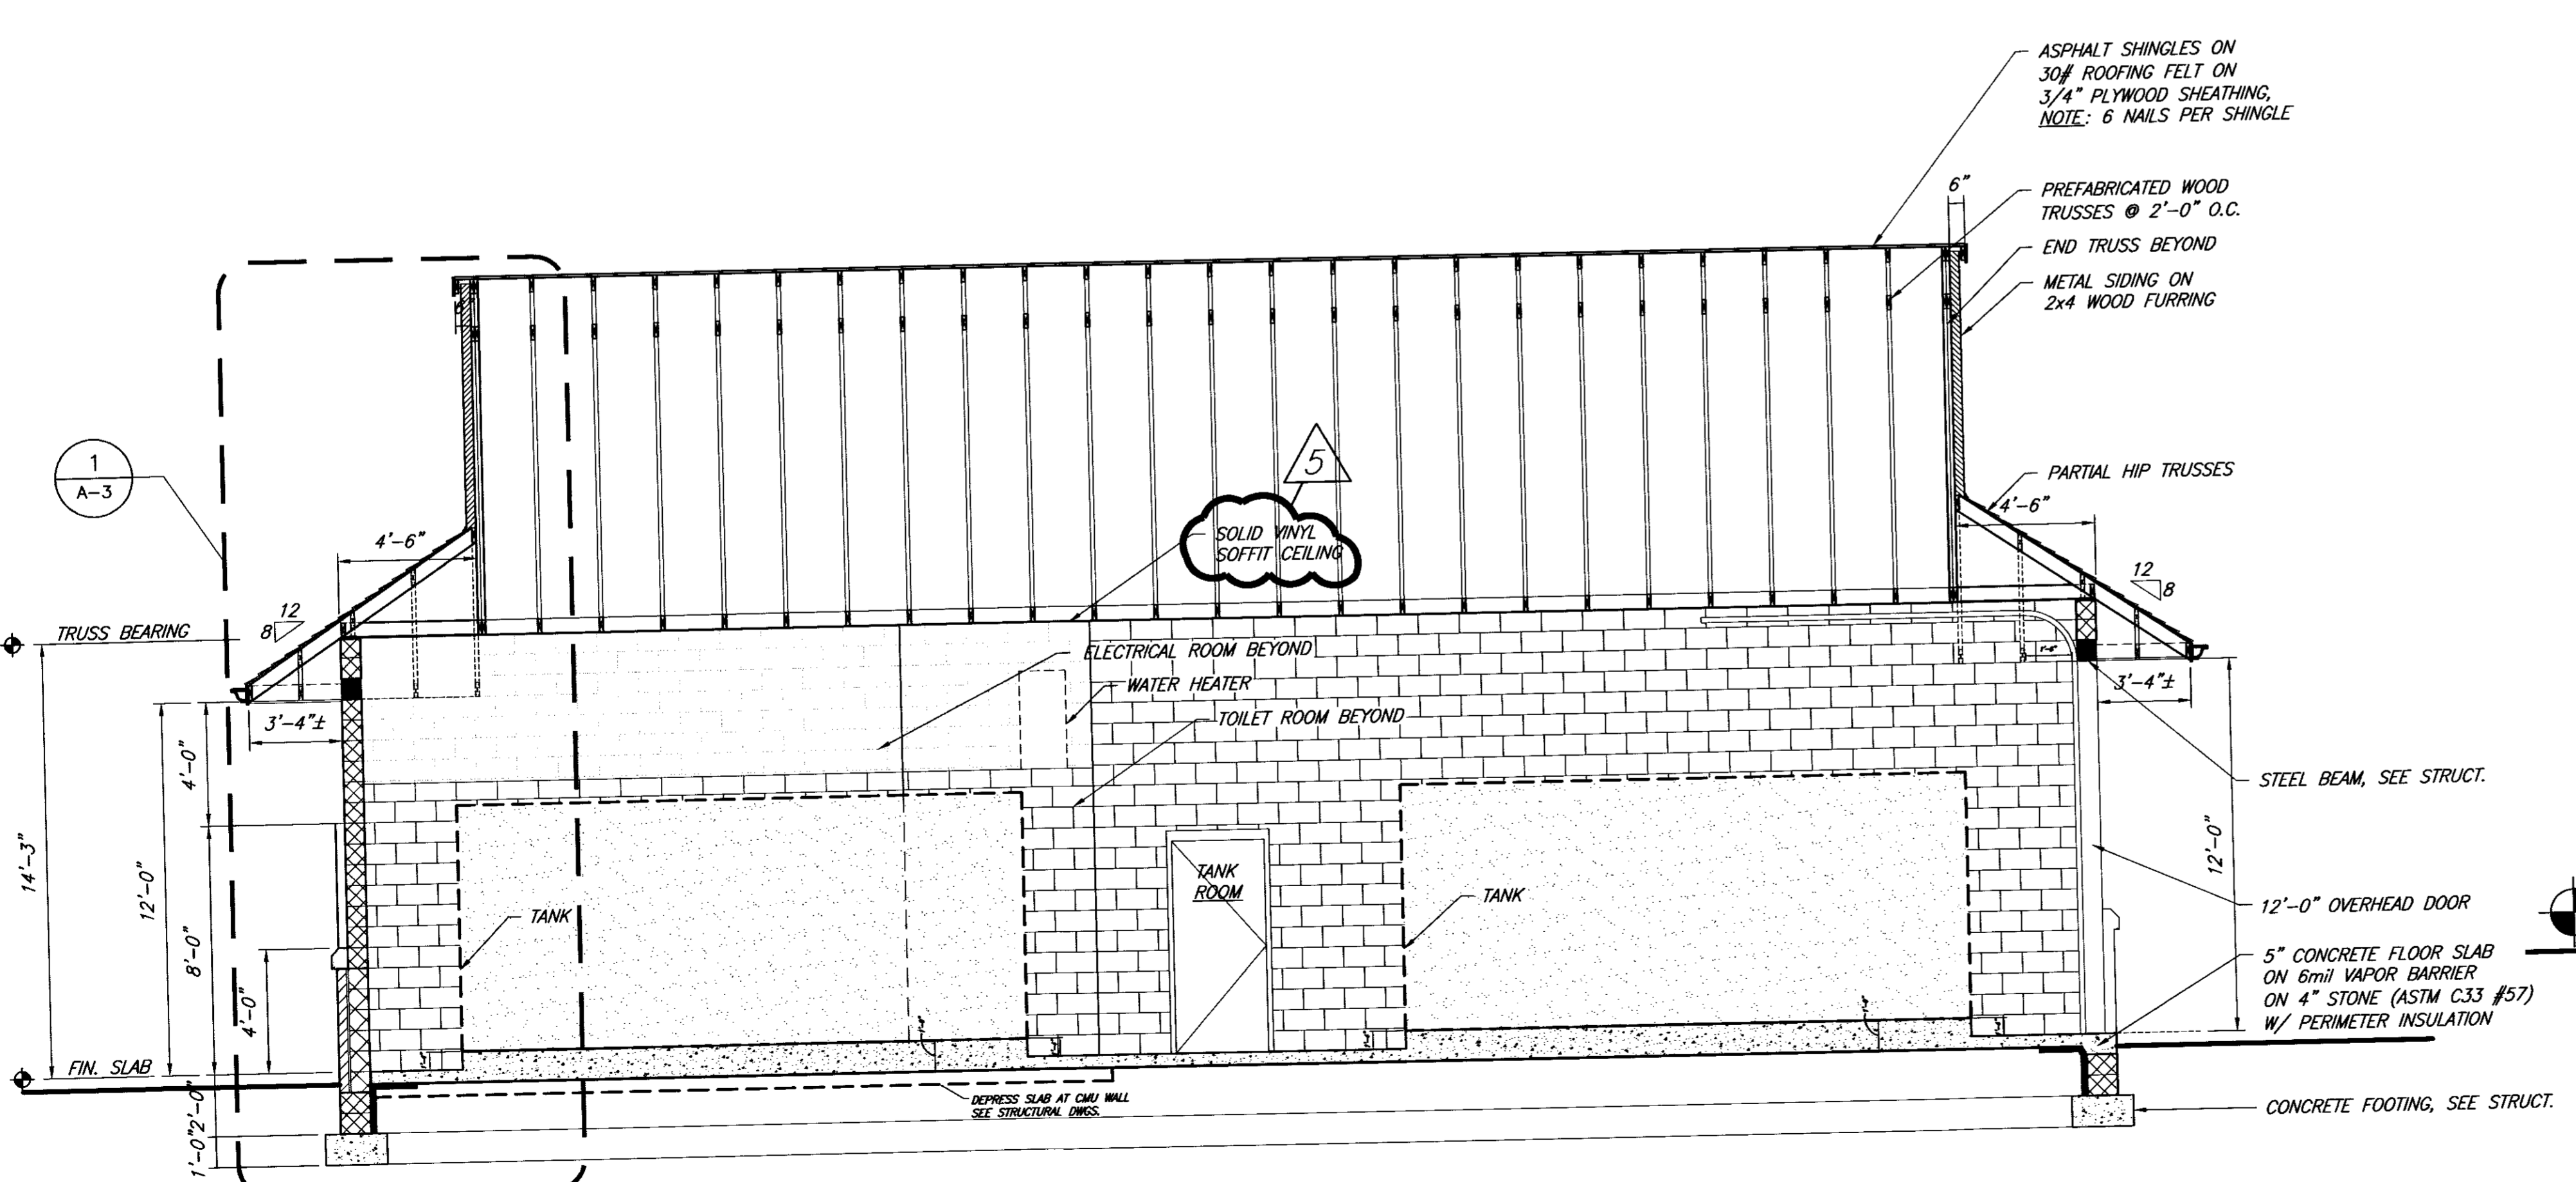 ASPHALT SHINGLES ON
30# ROOFING FELT ON
3/4" PLYWOOD SHEATHING,
NOTE: 6 NAILS PER SHINGLE
6"
PREFABRICATED WOOD
TRUSSES @ 2'-0" O.C.
END TRUSS BEYOND
METAL SIDING ON
2x4 WOOD FURRING
1
A-3
5
SOLID VINYL
SOFFIT CEILING
PARTIAL HIP TRUSSES
4'-6"
4'-6"
12
8
12
8
TRUSS BEARING
ELECTRICAL ROOM BEYOND
WATER HEATER
TOILET ROOM BEYOND
3'-4"±
3'-4"±
4'-0"
14'-3"
12'-0"
8'-0"
4'-0"
TANK
TANK
ROOM
TANK
STEEL BEAM, SEE STRUCT.
12'-0"
12'-0" OVERHEAD DOOR
5" CONCRETE FLOOR SLAB
ON 6mil VAPOR BARRIER
ON 4" STONE (ASTM C33 #57)
W/ PERIMETER INSULATION
FIN. SLAB
DEPRESS SLAB AT CMU WALL
SEE STRUCTURAL DWGS.
2'-0"
1'-0"
CONCRETE FOOTING, SEE STRUCT.